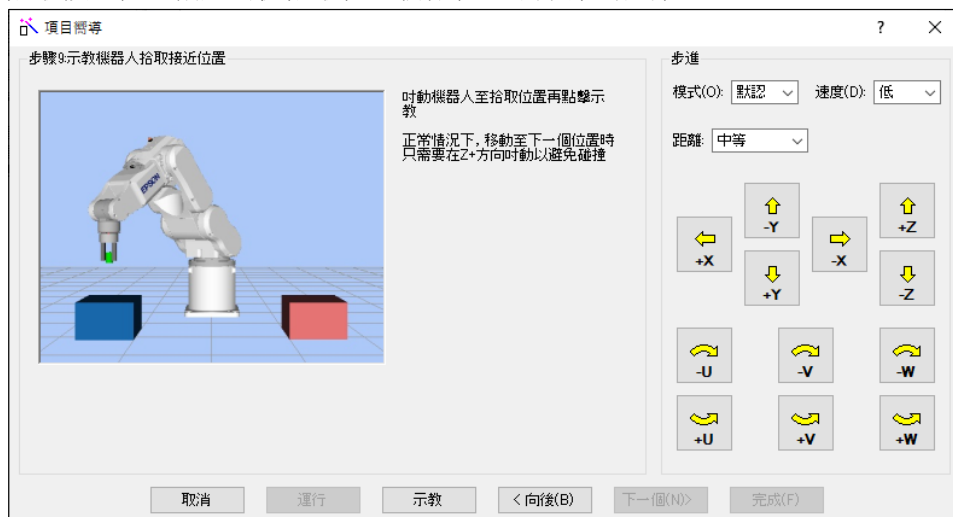 項目嚮導
?
步驟9:示教機器人拾取接近位置
吋動機器人至拾取位置再點擊示
教
正常情況下，移動至下一個位置時
只需要在Z+方向吋動以避免碰撞
EPSON
步進
模式(O): 默認 速度(D): 低
距離: 中等
-Y
+Z
+X
-X
+Y
-Z
-U
-V
-W
+U
+V
+W
取消
運行
示教
< 向後(B)
下一個(N)>
完成(F)